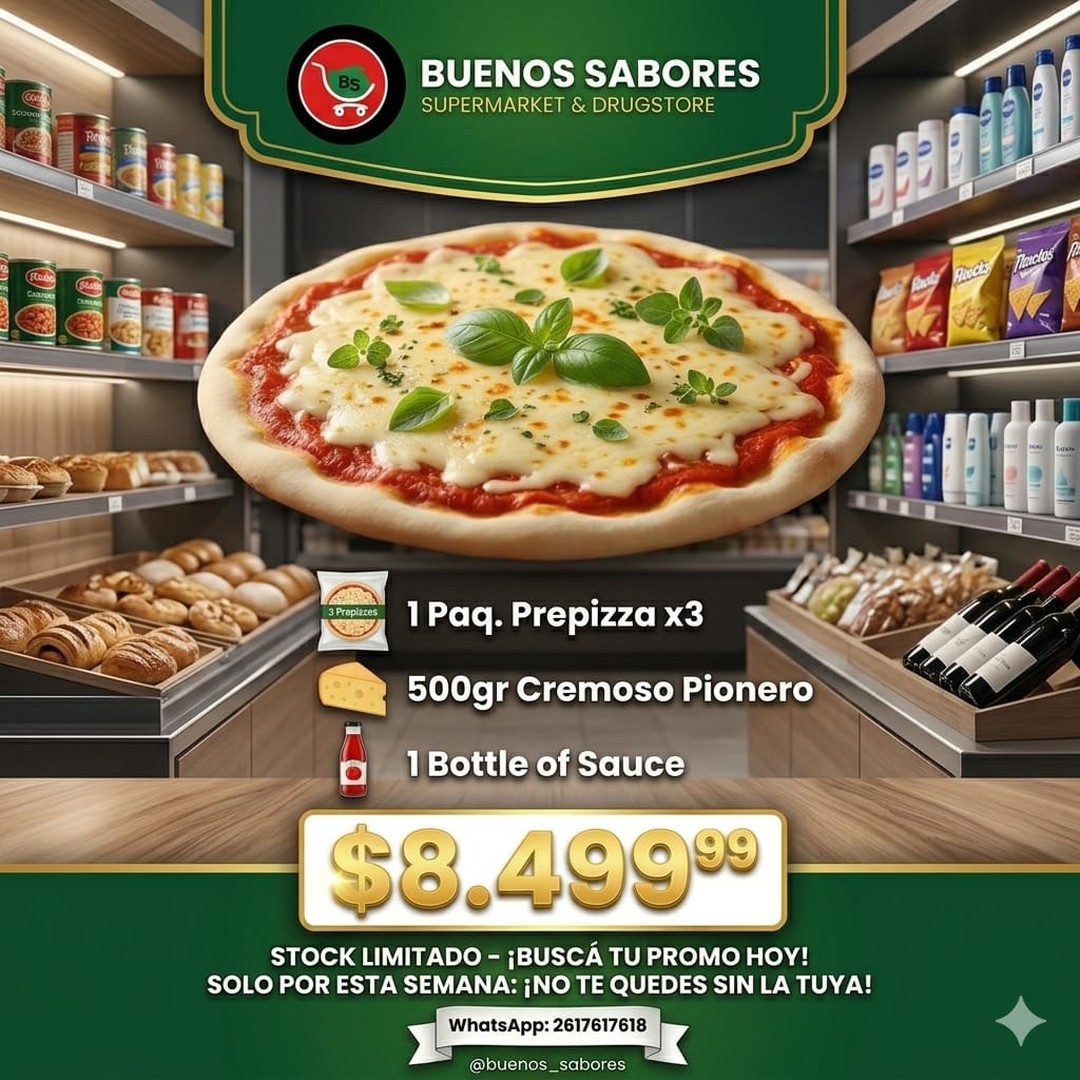 BS
BUENOS SABORES
SUPERMARKET & DRUGSTORE
3 Prepizzes
1 Paq. Prepizza x3
500gr Cremoso Pionero
1 Bottle of Sauce
$8.499⁹⁹
STOCK LIMITADO - ¡BUSCÁ TU PROMO HOY!
SOLO POR ESTA SEMANA: ¡NO TE QUEDES SIN LA TUYA!
WhatsApp: 2617617618
@buenos_sabores